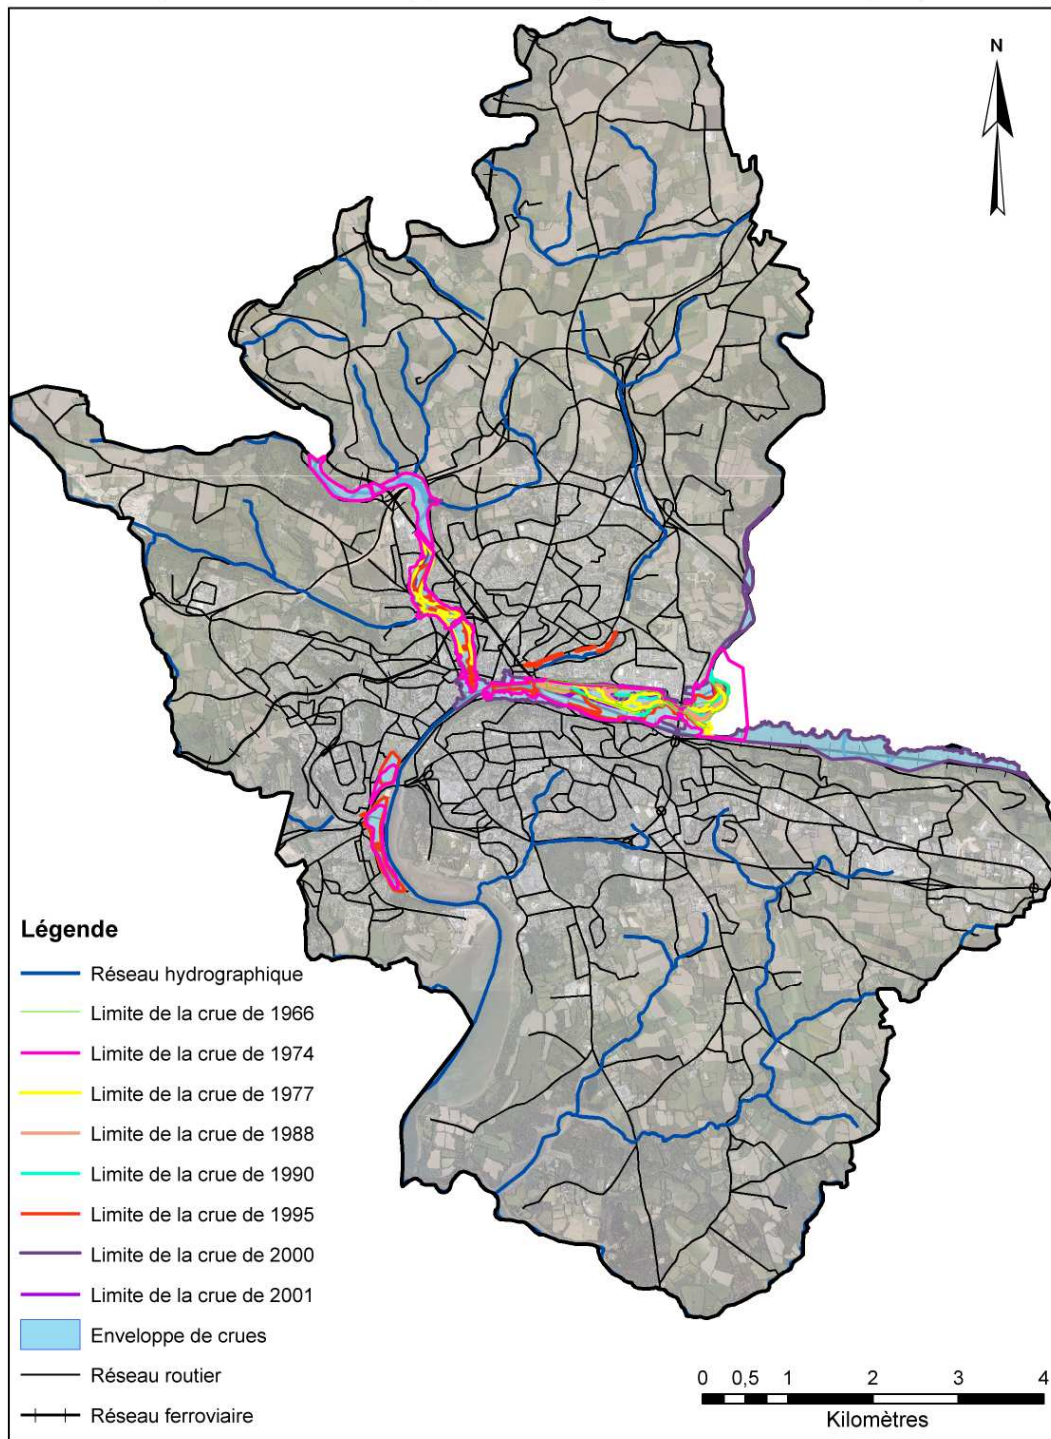 N
Légende
Réseau hydrographique
Limite de la crue de 1966
Limite de la crue de 1974
Limite de la crue de 1977
Limite de la crue de 1988
Limite de la crue de 1990
Limite de la crue de 1995
Limite de la crue de 2000
Limite de la crue de 2001
Enveloppe de crues
Réseau routier
Réseau ferroviaire
0 0,5 1 2 3 4
Kilomètres